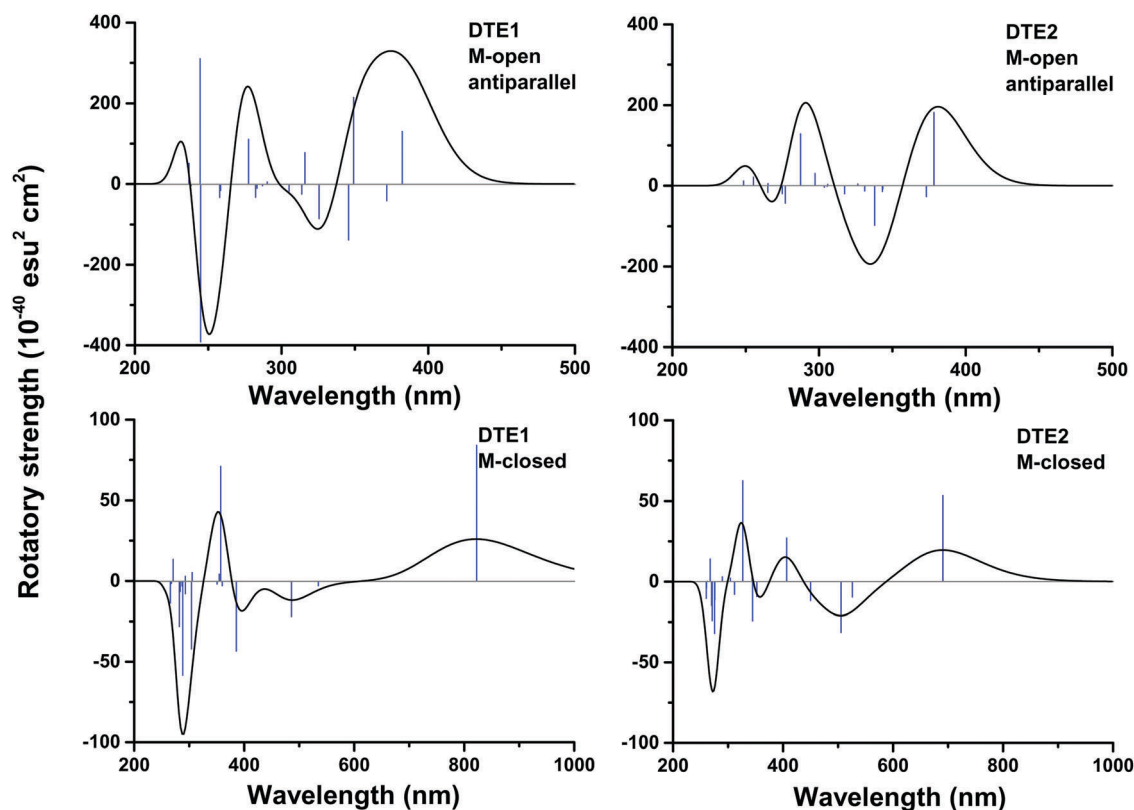 Rotatory strength (10⁻⁴⁰ esu² cm²)
400
200
0
-200
-400
200
300
400
500
Wavelength (nm)
DTE1
M-open
antiparallel
400
200
0
-200
-400
200
300
400
500
Wavelength (nm)
DTE2
M-open
antiparallel
100
50
0
-50
-100
200
400
600
800
1000
Wavelength (nm)
DTE1
M-closed
100
50
0
-50
-100
200
400
600
800
1000
Wavelength (nm)
DTE2
M-closed